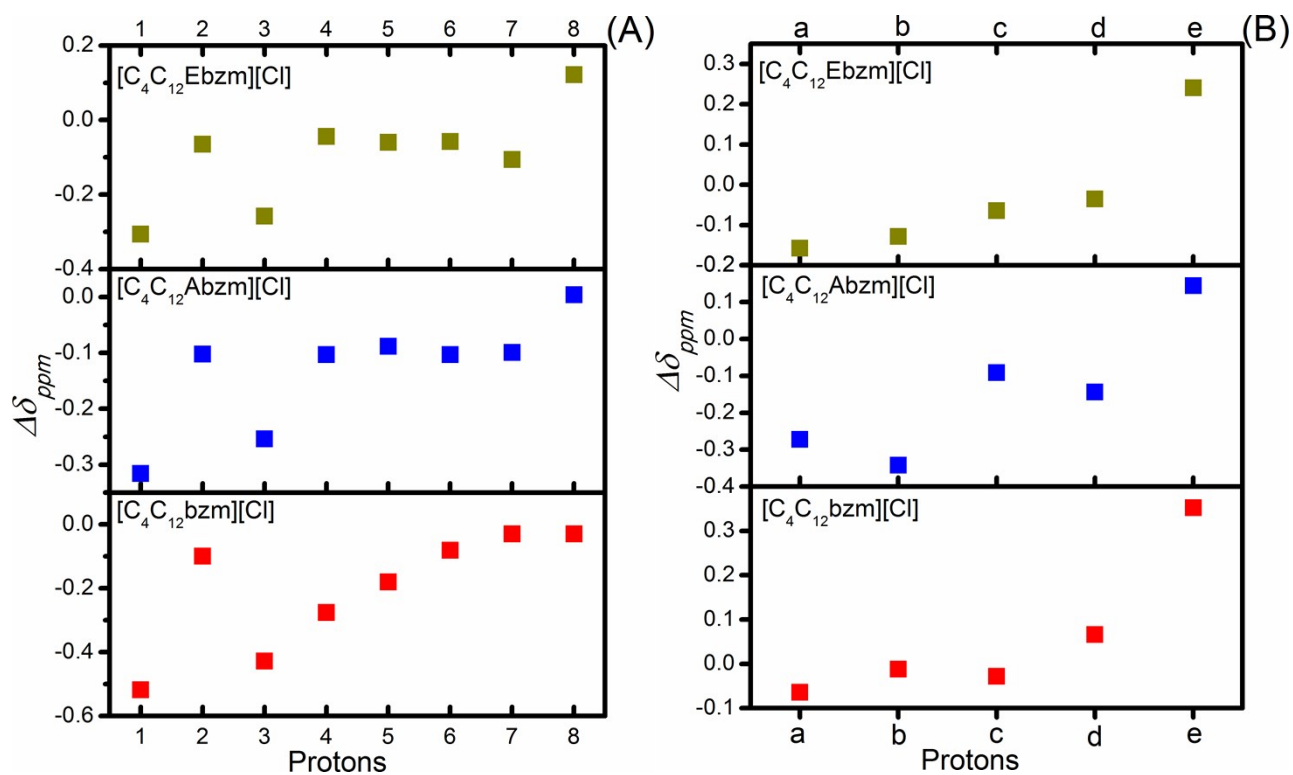 1 2 3 4 5 6 7 8
(A)
0.2
[C₄C₁₂Ebzm][Cl]
0.0
-0.2
-0.4
0.0
[C₄C₁₂Abzm][Cl]
-0.1
-0.2
-0.3
0.0
[C₄C₁₂bzm][Cl]
-0.2
-0.4
-0.6
Δδppm
1 2 3 4 5 6 7 8
Protons
a b c d e
(B)
0.3
[C₄C₁₂Ebzm][Cl]
0.2
0.0
-0.1
-0.2
0.1
[C₄C₁₂Abzm][Cl]
0.0
-0.1
-0.2
-0.3
-0.4
[C₄C₁₂bzm][Cl]
0.3
0.3
0.1
0.0
-0.1
Δδppm
a b c d e
Protons